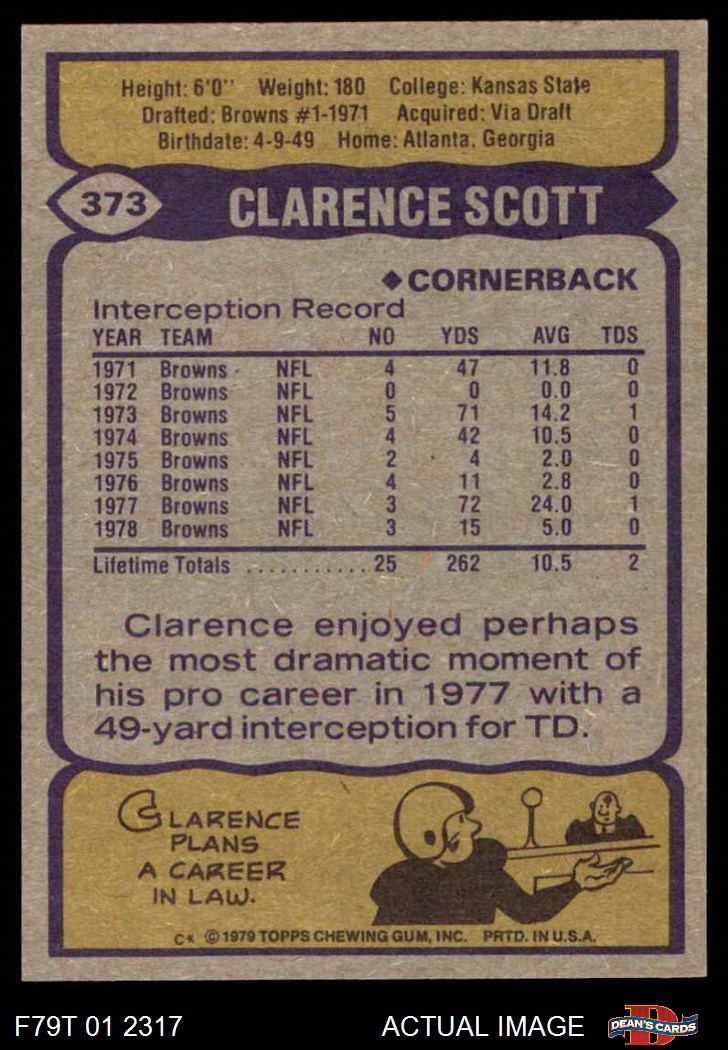 Height: 6'0'' Weight: 180 College: Kansas State
Drafted: Browns #1-1971 Acquired: Via Draft
Birthdate: 4-9-49 Home: Atlanta, Georgia
373 CLARENCE SCOTT
◆CORNERBACK
Interception Record
YEAR TEAM NO YDS AVG TDS
1971 Browns NFL 4 47 11.8 0
1972 Browns NFL 0 0 0.0 0
1973 Browns NFL 5 71 14.2 1
1974 Browns NFL 4 42 10.5 0
1975 Browns NFL 2 4 2.0 0
1976 Browns NFL 4 11 2.8 0
1977 Browns NFL 3 72 24.0 1
1978 Browns NFL 3 15 5.0 0
Lifetime Totals ........... 25 262 10.5 2
Clarence enjoyed perhaps
the most dramatic moment of
his pro career in 1977 with a
49-yard interception for TD.
CLARENCE
PLANS
A CAREER
IN LAW.
C* © 1979 TOPPS CHEWING GUM, INC. PRTD. IN U.S.A.
F79T 01 2317 ACTUAL IMAGE D DEAN'S CARDS